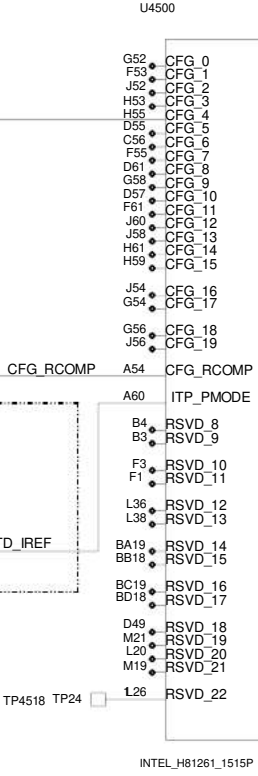 U4500
G52 CFG_0
F53 CFG_1
J52 CFG_2
H53 CFG_3
H55 CFG_4
D55 CFG_5
C56 CFG_6
F55 CFG_7
D61 CFG_8
G58 CFG_9
D57 CFG_10
F61 CFG_11
J60 CFG_12
J58 CFG_13
H61 CFG_14
H59 CFG_15
J54 CFG_16
G54 CFG_17
G56 CFG_18
J56 CFG_19
CFG_RCOMP A54 CFG_RCOMP
A60 ITP_PMODE
B4 RSVD_8
B3 RSVD_9
F3 RSVD_10
F1 RSVD_11
L36 RSVD_12
L38 RSVD_13
TD_IREF BA19 RSVD_14
BB18 RSVD_15
BC19 RSVD_16
BD18 RSVD_17
D49 RSVD_18
M21 RSVD_19
L20 RSVD_20
M19 RSVD_21
TP4518 TP24 1 L26 RSVD_22
INTEL_H81261_1515P